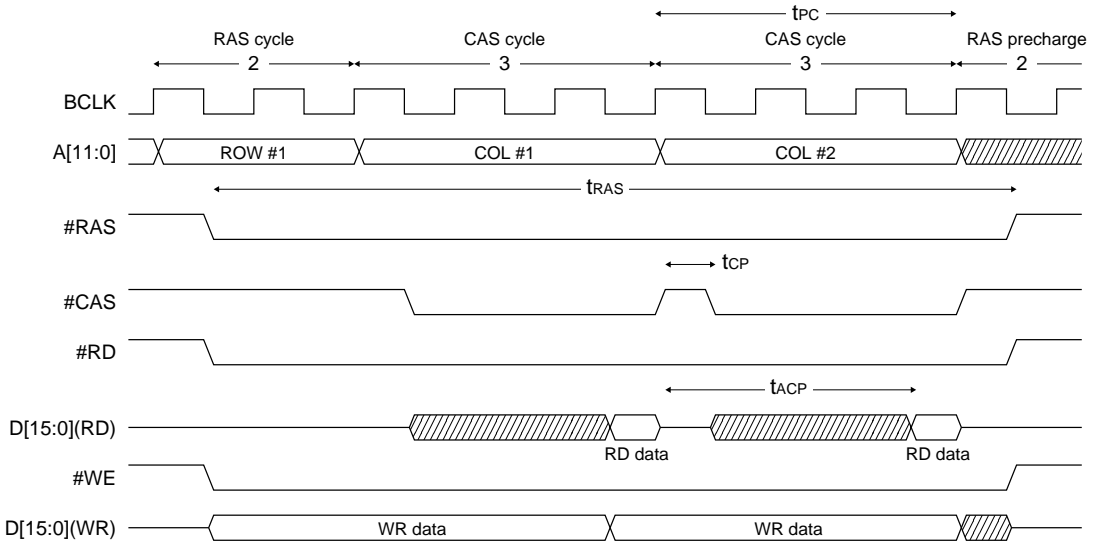 tPC
RAS cycle CAS cycle CAS cycle RAS precharge
2 3 3 2
BCLK
A[11:0] ROW #1 COL #1 COL #2
tRAS
#RAS
tCP
#CAS
#RD
tACP
D[15:0](RD)
RD data RD data
#WE
D[15:0](WR) WR data WR data